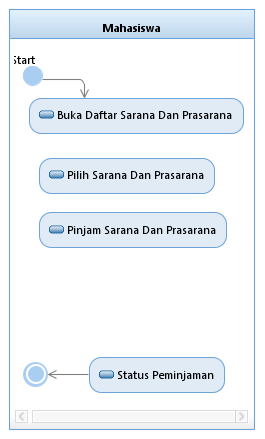 Mahasiswa
Start
Buka Daftar Sarana Dan Prasarana
Pilih Sarana Dan Prasarana
Pinjam Sarana Dan Prasarana
Status Peminjaman